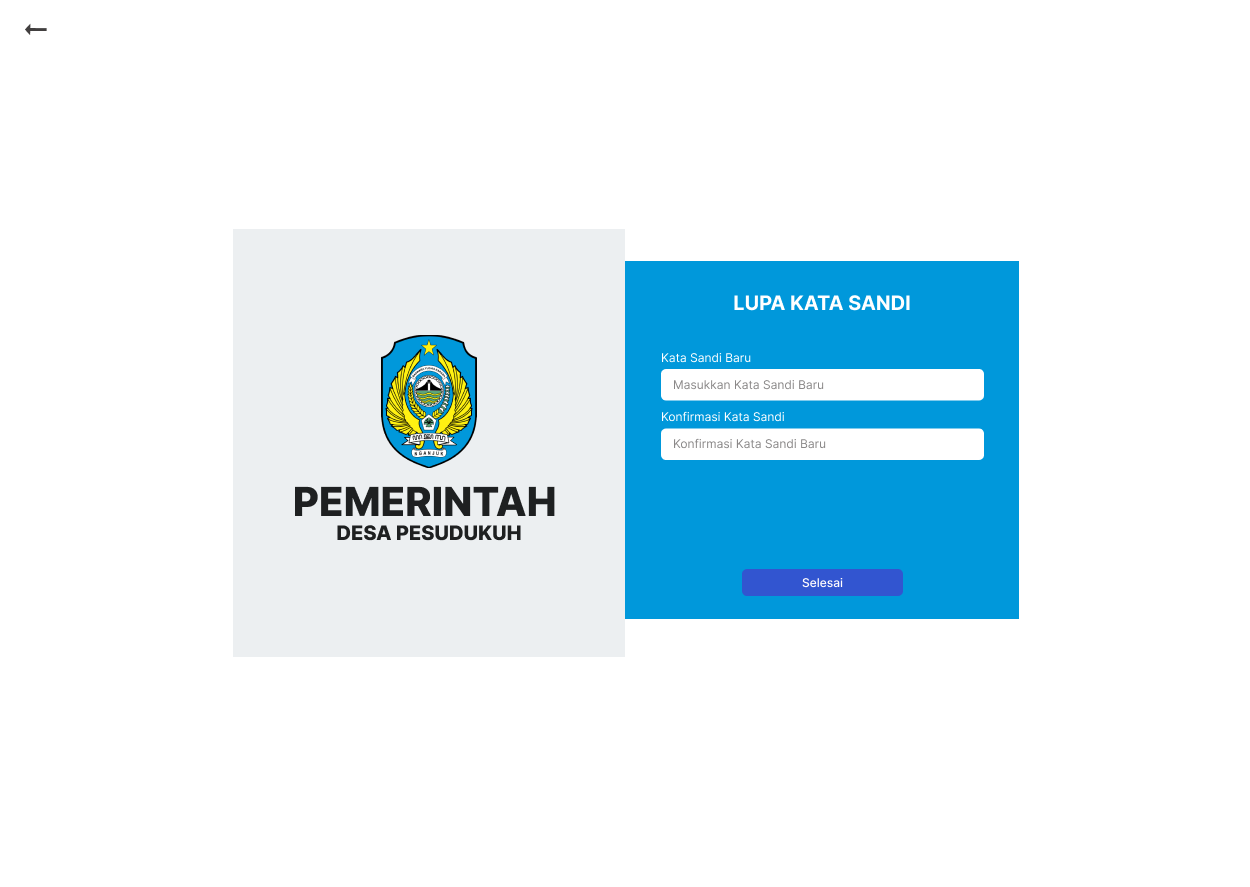 NGANJUK
PEMERINTAH
DESA PESUDUKUH
LUPA KATA SANDI
Kata Sandi Baru
Masukkan Kata Sandi Baru
Konfirmasi Kata Sandi
Konfirmasi Kata Sandi Baru
Selesai